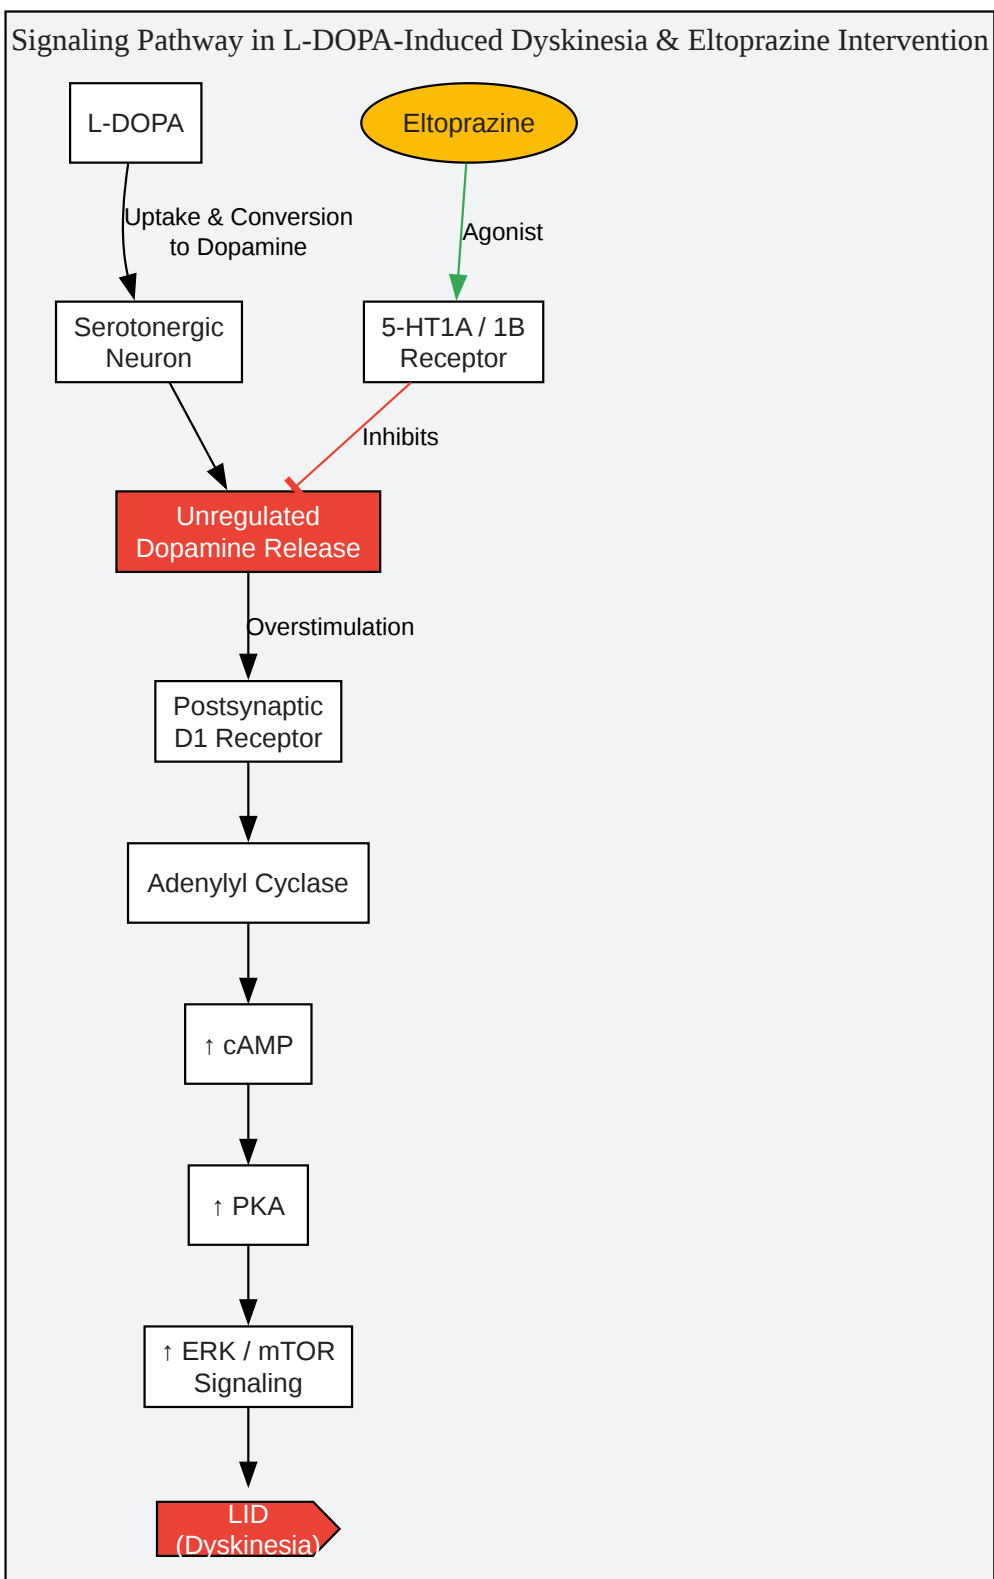 Signaling Pathway in L-DOPA-Induced Dyskinesia & Eltoprazine Intervention
L-DOPA
Eltoprazine
Uptake & Conversion
to Dopamine
Agonist
Serotonergic
Neuron
5-HT1A / 1B
Receptor
Inhibits
Unregulated
Dopamine Release
Overstimulation
Postsynaptic
D1 Receptor
Adenylyl Cyclase
↑ cAMP
↑ PKA
↑ ERK / mTOR
Signaling
LID
(Dyskinesia)